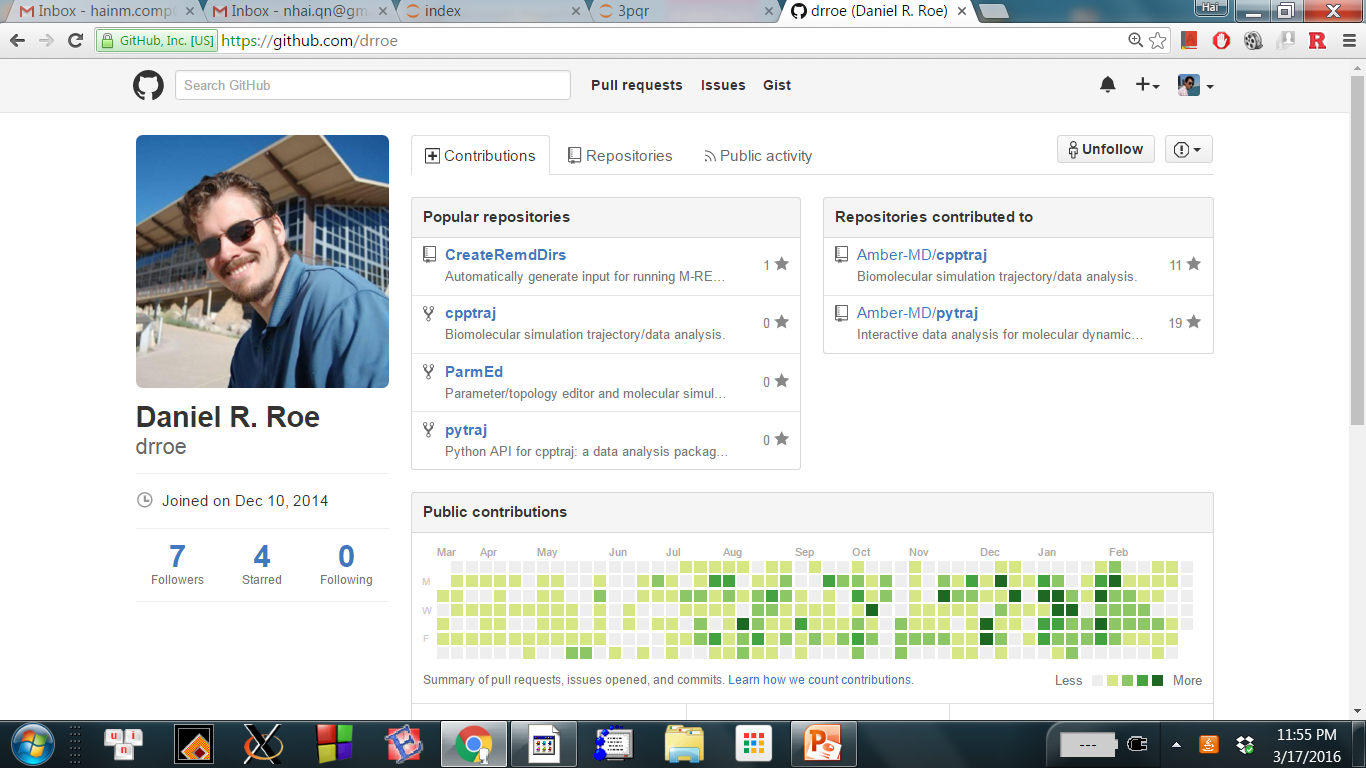 Inbox - hainm.comp
Inbox - nhai.qn@gm
index
3pqr
drroe (Daniel R. Roe)
Hai
GitHub, Inc. [US]
https://github.com/drroe
Search GitHub
Pull requests
Issues
Gist
Contributions
Repositories
Public activity
Unfollow
Popular repositories
CreateRemdDirs
Automatically generate input for running M-RE…
1
cpptraj
Biomolecular simulation trajectory/data analysis.
0
ParmEd
Parameter/topology editor and molecular simul…
0
pytraj
Python API for cpptraj: a data analysis packag…
0
Repositories contributed to
Amber-MD/cpptraj
Biomolecular simulation trajectory/data analysis.
11
Amber-MD/pytraj
Interactive data analysis for molecular dynamic…
19
Daniel R. Roe
drroe
Joined on Dec 10, 2014
7 4 0
Followers Starred Following
Public contributions
Mar Apr May Jun Jul Aug Sep Oct Nov Dec Jan Feb
M
W
F
Summary of pull requests, issues opened, and commits. Learn how we count contributions.
Less More
u i n
---
11:55 PM
3/17/2016